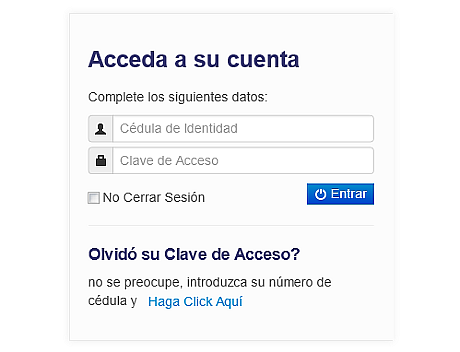 Acceda a su cuenta
Complete los siguientes datos:
Cédula de Identidad
Clave de Acceso
No Cerrar Sesión
Entrar
Olvidó su Clave de Acceso?
no se preocupe, introduzca su número de
cédula y Haga Click Aquí